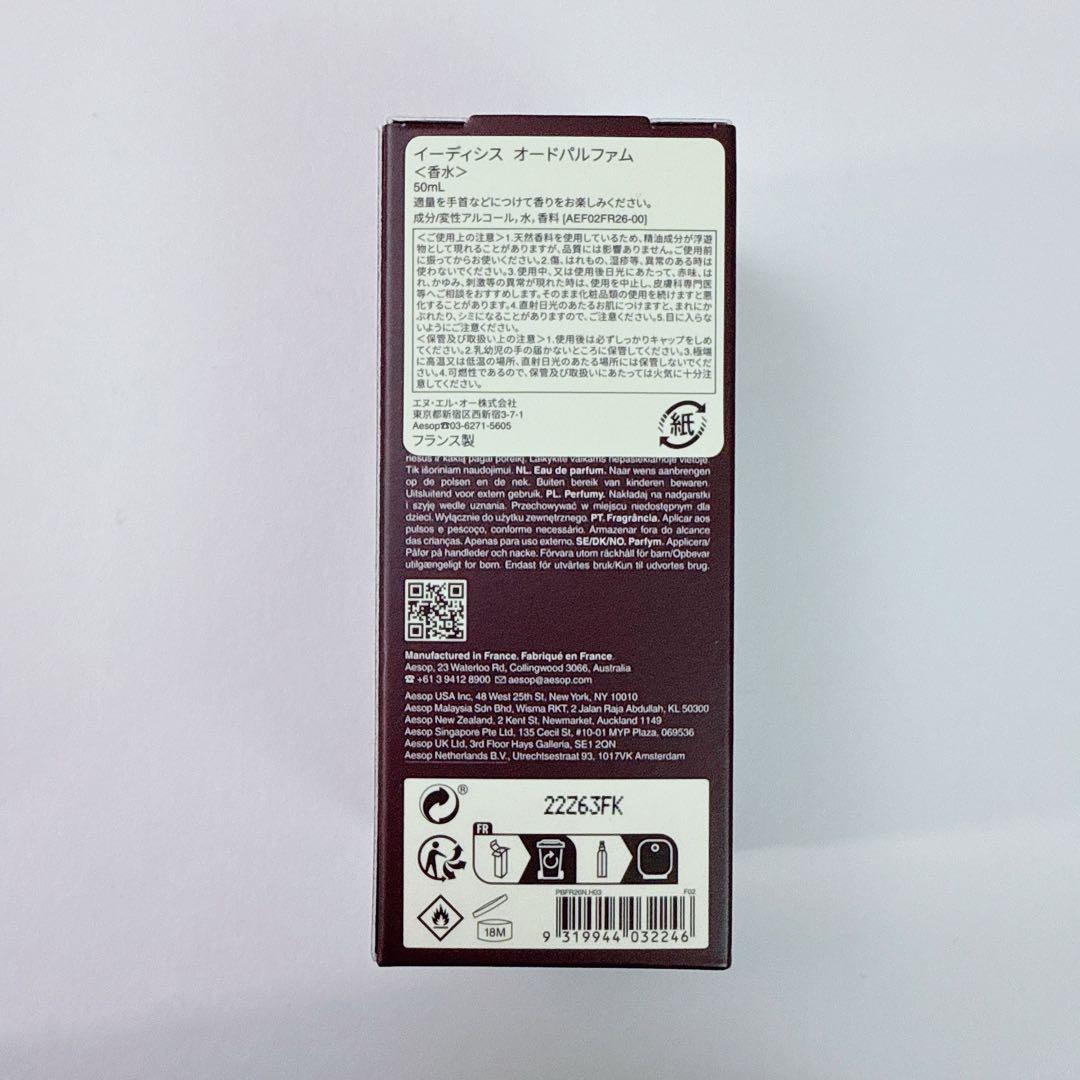 イーディシス オードパルファム
＜香水＞
50mL
適量を手首などにつけて香りをお楽しみください。
成分/変性アルコール,水,香料 [AEF02FR26-00]
＜ご使用上の注意＞1.天然香料を使用しているため、精油成分が浮遊
物として現れることがありますが、品質には影響ありません。ご使用前
に振ってからお使いください。2.傷、はれもの、湿疹等、異常のある時は
使わないでください。3.使用中、又は使用後日光にあたって、赤味、は
れ、かゆみ、刺激等の異常が現れた時は、使用を中止し、皮膚科専門医
等へご相談をおすすめします。そのまま化粧品類の使用を続けますと悪
化することがあります。4.直射日光のあたるお肌につけますと、まれにか
ぶれたり、シミになることがありますので、ご注意ください。5.目に入らな
いようにご注意ください。
＜保管及び取扱い上の注意＞1.使用後は必ずしっかりキャップをしめ
てください。2.乳幼児の手の届かないところに保管してください。3.極端
に高温又は低温の場所、直射日光のあたる場所には保管しないでくださ
い。4.可燃性であるので、保管及び取扱いにあたっては火気に十分注
意してください。
エヌ・エル・オー株式会社
東京都新宿区西新宿3-7-1
Aesop☎03-6271-5605
フランス製
紙
riešus ir kaklą pagal poreikį. Laikykite vaikams nepasiekiamoje vietoje.
Tik išoriniam naudojimui. NL. Eau de parfum. Naar wens aanbrengen
op de polsen en de nek. Buiten bereik van kinderen bewaren.
Uitsluitend voor extern gebruik. PL. Perfumy. Nakładaj na nadgarstki
i szyję wedle uznania. Przechowywać w miejscu niedostępnym dla
dzieci. Wyłącznie do użytku zewnętrznego. PT. Fragrância. Aplicar aos
pulsos e pescoço, conforme necessário. Armazenar fora do alcance
das crianças. Apenas para uso externo. SE/DK/NO. Parfym. Applicera/
Påfør på handleder och nacke. Förvara utom räckhåll för barn/Opbevar
utilgængeligt for børn. Endast för utvärtes bruk/Kun til udvortes brug.
Manufactured in France. Fabriqué en France.
Aesop, 23 Waterloo Rd, Collingwood 3066, Australia
☎ +61 3 9412 8900 ✉ aesop@aesop.com
Aesop USA Inc, 48 West 25th St, New York, NY 10010
Aesop Malaysia Sdn Bhd, Wisma RKT, 2 Jalan Raja Abdullah, KL 50300
Aesop New Zealand, 2 Kent St, Newmarket, Auckland 1149
Aesop Singapore Pte Ltd, 135 Cecil St, #10-01 MYP Plaza, 069536
Aesop UK Ltd, 3rd Floor Hays Galleria, SE1 2QN
Aesop Netherlands B.V., Utrechtsestraat 93, 1017VK Amsterdam
®
22Z63FK
FR
PBFR26N.H03 F02
18M
9 319944 032246